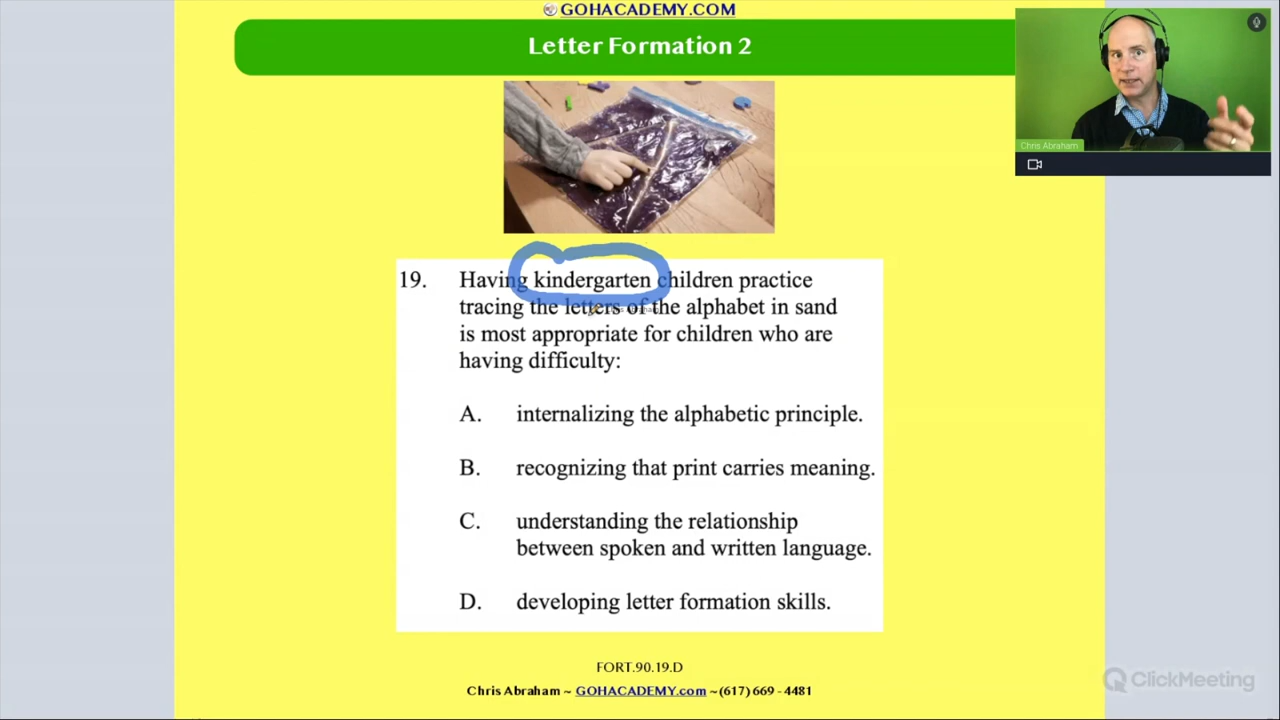 GOHACADEMY.COM
Letter Formation 2
Chris Abraham
19. Having kindergarten children practice
tracing the letters of the alphabet in sand
is most appropriate for children who are
having difficulty:
A. internalizing the alphabetic principle.
B. recognizing that print carries meaning.
C. understanding the relationship
between spoken and written language.
D. developing letter formation skills.
FORT.90.19.D
Chris Abraham ~ GOHACADEMY.com ~(617) 669 - 4481
ClickMeeting